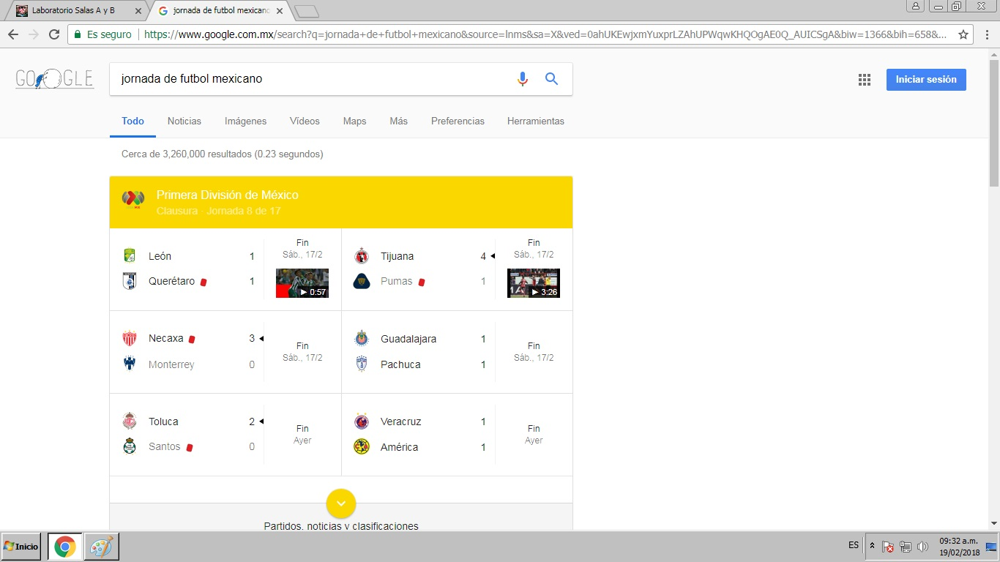 Laboratorio Salas A y B
jornada de futbol mexicano
Es seguro
https://www.google.com.mx/search?q=jornada+de+futbol+mexicano&source=lnms&sa=X&ved=0ahUKEwjxmYuxprLZAhUPWqwKHQOgAE0Q_AUICSgA&biw=1366&bih=658&...
GOOGLE
jornada de futbol mexicano
Iniciar sesión
Todo
Noticias
Imágenes
Vídeos
Maps
Más
Preferencias
Herramientas
Cerca de 3,260,000 resultados (0.23 segundos)
Primera División de México
Clausura - Jornada 8 de 17
León 1
Querétaro 1
Fin
Sáb., 17/2
0:57
Tijuana 4
Pumas 1
Fin
Sáb., 17/2
3:26
Necaxa 3
Monterrey 0
Fin
Sáb., 17/2
Guadalajara 1
Pachuca 1
Fin
Sáb., 17/2
Toluca 2
Santos 0
Fin
Ayer
Veracruz 1
América 1
Fin
Ayer
Partidos, noticias y clasificaciones
Inicio
ES
09:32 a.m.
19/02/2018